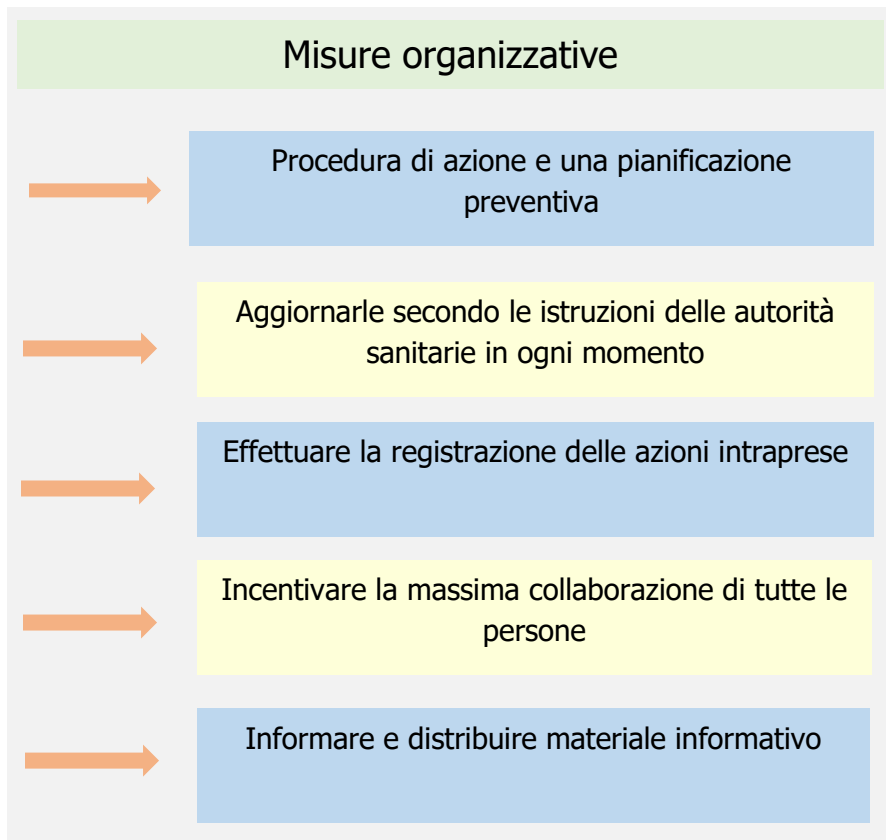 Misure organizzative
Procedura di azione e una pianificazione
preventiva
Aggiornarle secondo le istruzioni delle autorità
sanitarie in ogni momento
Effettuare la registrazione delle azioni intraprese
Incentivare la massima collaborazione di tutte le
persone
Informare e distribuire materiale informativo